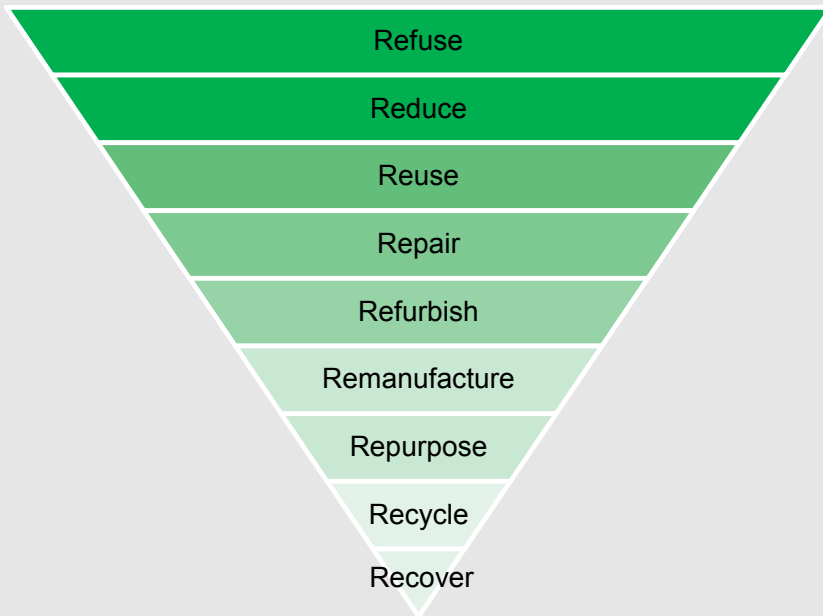 Refuse
Reduce
Reuse
Repair
Refurbish
Remanufacture
Repurpose
Recycle
Recover